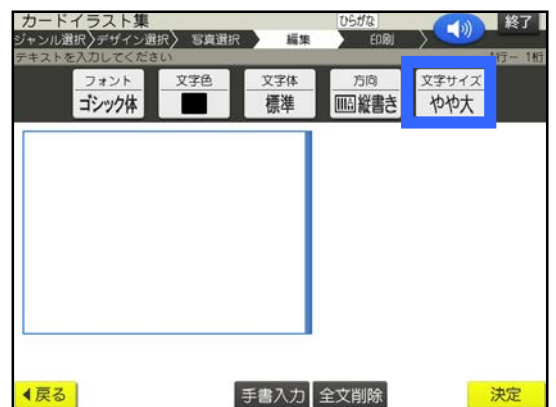 カードイラスト集 ひらがな 終了
ジャンル選択 デザイン選択 写真選択 編集 印刷
テキストを入力してください 1行- 1桁
フォント 文字色 文字体 方向 文字サイズ
ゴシック体 標準 縦書き やや大
戻る 手書入力 全文削除 決定